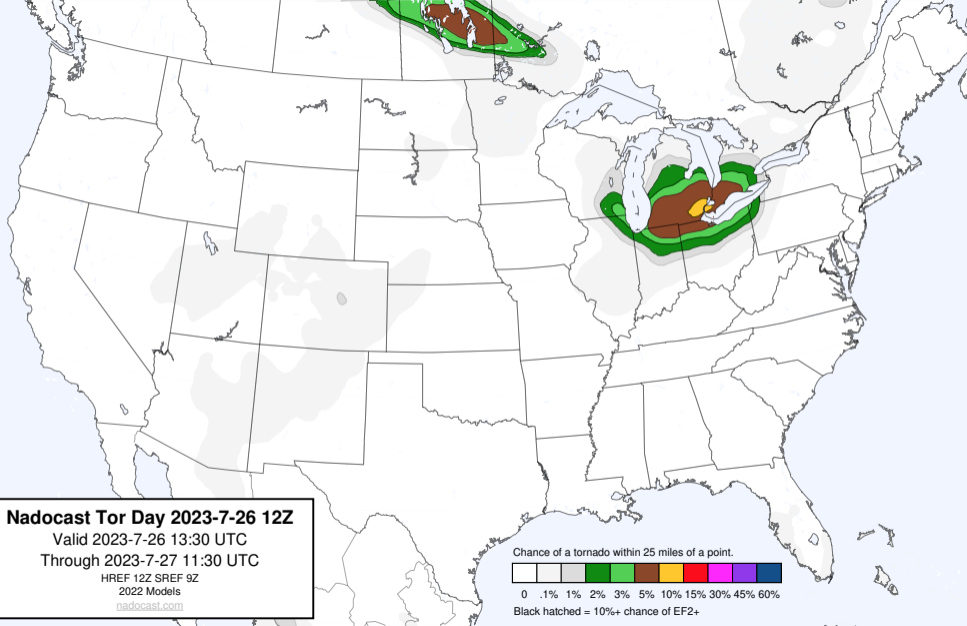 Nadocast Tor Day 2023-7-26 12Z
Valid 2023-7-26 13:30 UTC
Through 2023-7-27 11:30 UTC
HREF 12Z SREF 9Z
2022 Models
nadocast.com
Chance of a tornado within 25 miles of a point.
0 .1% 1% 2% 3% 5% 10% 15% 30% 45% 60%
Black hatched = 10%+ chance of EF2+